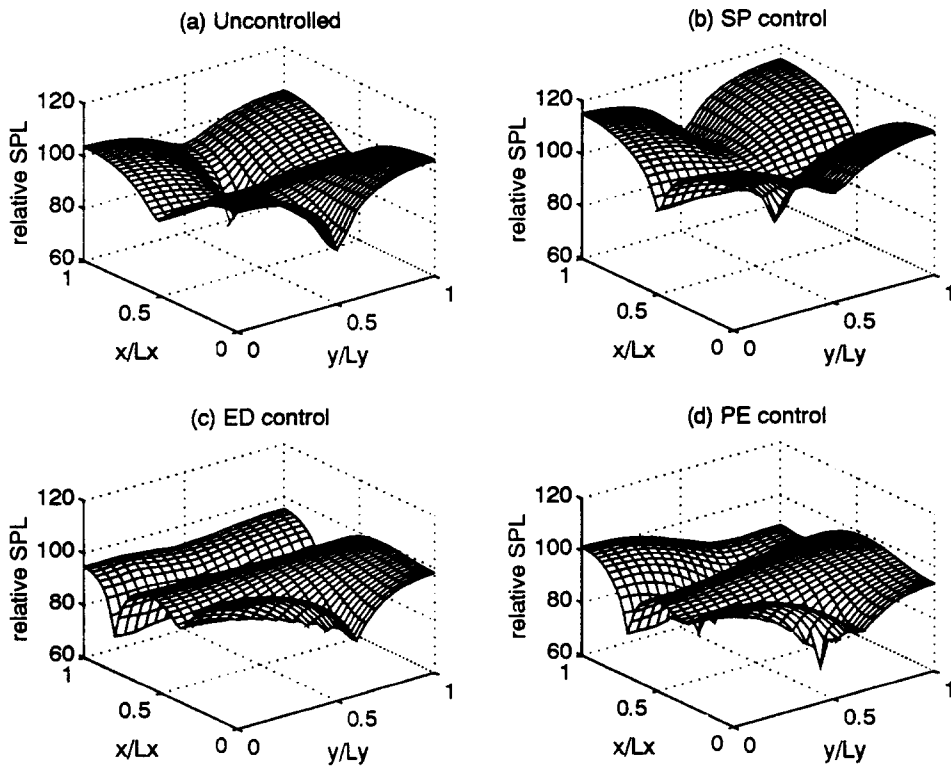 (a) Uncontrolled
relative SPL
120
100
80
60
1
0.5
0
x/Lx
0
0.5
1
y/Ly
(b) SP control
relative SPL
120
100
80
60
1
0.5
0
x/Lx
0
0.5
1
y/Ly
(c) ED control
relative SPL
120
100
80
60
1
0.5
0
x/Lx
0
0.5
1
y/Ly
(d) PE control
relative SPL
120
100
80
60
1
0.5
0
x/Lx
0
0.5
1
y/Ly